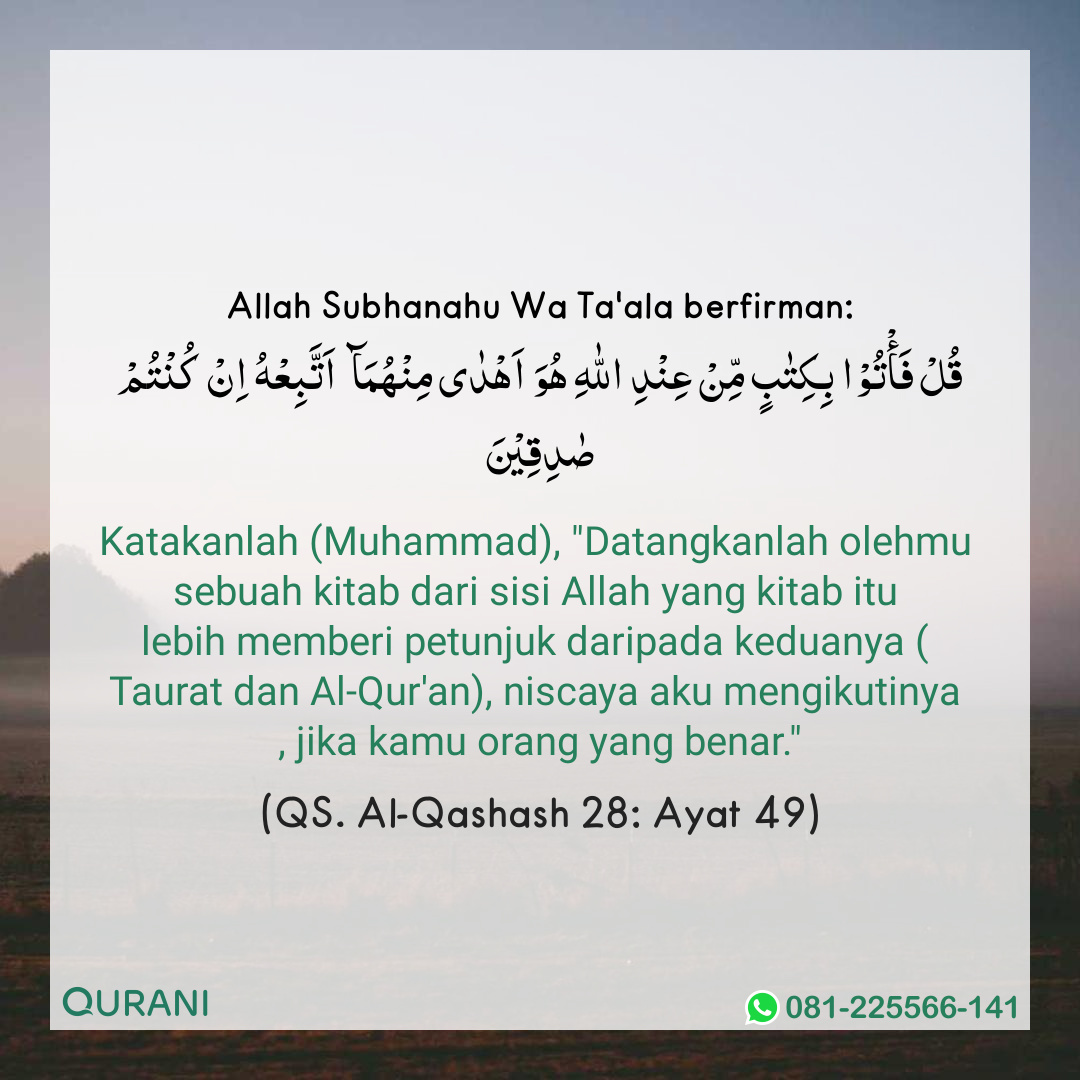 Allah Subhanahu Wa Ta'ala berfirman:
قُلْ فَأْتُوْا بِكِتٰبٍ مِّنْ عِنْدِ اللّٰهِ هُوَ اَهْدٰى مِنْهُمَاۤ اَتَّبِعْهُ اِنْ كُنْتُمْ
صٰدِقِيْنَ
Katakanlah (Muhammad), "Datangkanlah olehmu
sebuah kitab dari sisi Allah yang kitab itu
lebih memberi petunjuk daripada keduanya (
Taurat dan Al-Qur'an), niscaya aku mengikutinya
, jika kamu orang yang benar."
(QS. Al-Qashash 28: Ayat 49)
QURANI
081-225566-141